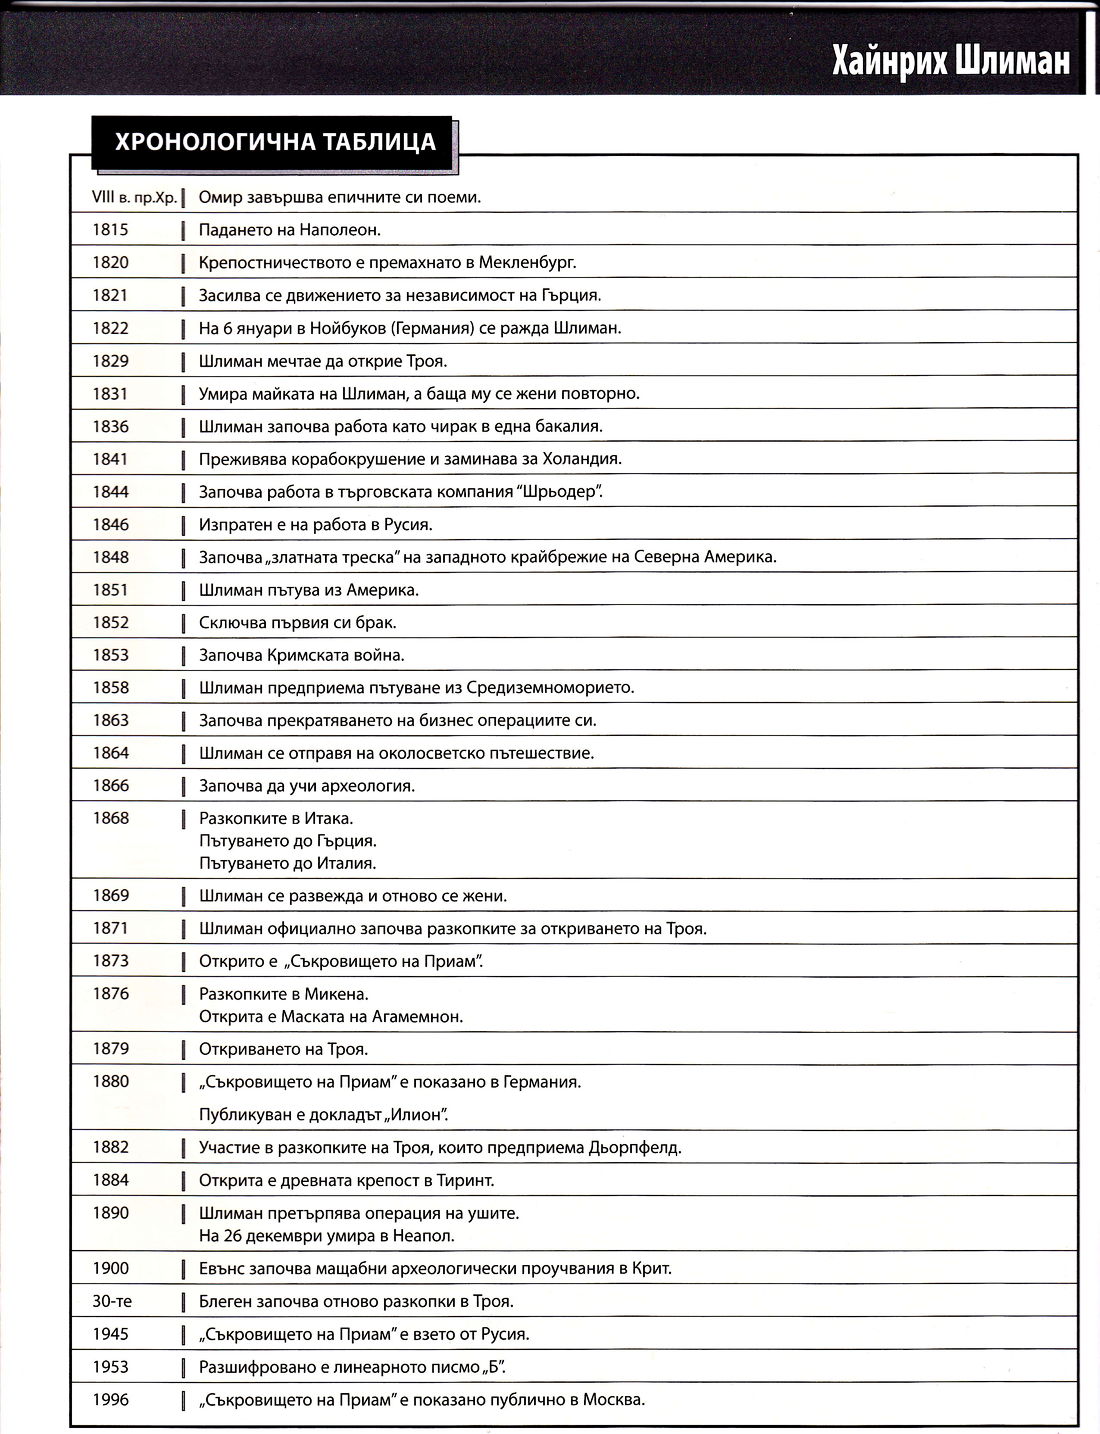 Хайнрих Шлиман
ХРОНОЛОГИЧНА ТАБЛИЦА
VIII в. пр.Хр. Омир завършва епичните си поеми.
1815 Падането на Наполеон.
1820 Крепостничеството е премахнато в Мекленбург.
1821 Засилва се движението за независимост на Гърция.
1822 На 6 януари в Нойбуков (Германия) се ражда Шлиман.
1829 Шлиман мечтае да открие Троя.
1831 Умира майката на Шлиман, а баща му се жени повторно.
1836 Шлиман започва работа като чирак в една бакалия.
1841 Преживява корабокрушение и заминава за Холандия.
1844 Започва работа в търговската компания “Шрьодер”.
1846 Изпратен е на работа в Русия.
1848 Започва „златната треска” на западното крайбрежие на Северна Америка.
1851 Шлиман пътува из Америка.
1852 Сключва първия си брак.
1853 Започва Кримската война.
1858 Шлиман предприема пътуване из Средиземноморието.
1863 Започва прекратяването на бизнес операциите си.
1864 Шлиман се отправя на околосветско пътешествие.
1866 Започва да учи археология.
1868 Разкопките в Итака.
Пътуването до Гърция.
Пътуването до Италия.
1869 Шлиман се развежда и отново се жени.
1871 Шлиман официално започва разкопките за откриването на Троя.
1873 Открито е „Съкровището на Приам”.
1876 Разкопките в Микена.
Открита е Маската на Агамемнон.
1879 Откриването на Троя.
1880 „Съкровището на Приам” е показано в Германия.
Публикуван е докладът „Илион”.
1882 Участие в разкопките на Троя, които предприема Дьорпфелд.
1884 Открита е древната крепост в Тиринт.
1890 Шлиман претърпява операция на ушите.
На 26 декември умира в Неапол.
1900 Евънс започва мащабни археологически проучвания в Крит.
30-те Блеген започва отново разкопки в Троя.
1945 „Съкровището на Приам” е взето от Русия.
1953 Разшифровано е линеарното писмо „Б”.
1996 „Съкровището на Приам” е показано публично в Москва.